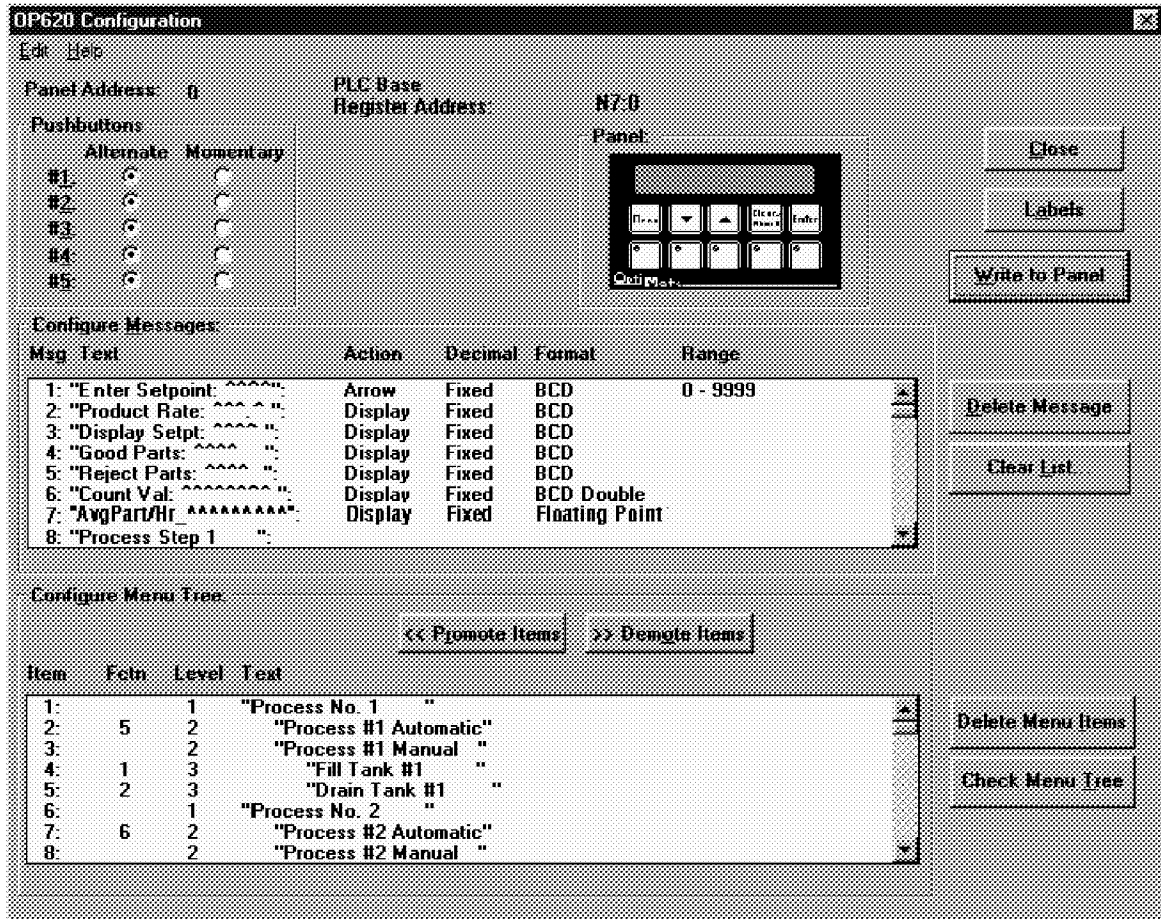 OP620 Configuration
Edit Help
Panel Address: 0
PLC Base
Register Address: N7:0
Pushbuttons
Alternate Momentary
#1:
#2:
#3:
#4:
#5:
Panel:
Menu Clear/ Enter
Opti Mate
Close
Labels
Write to Panel
Configure Messages:
Msg Text Action Decimal Format Range
1: "Enter Setpoint: ^^^^": Arrow Fixed BCD 0 - 9999
2: "Product Rate: ^^^.^ ": Display Fixed BCD
3: "Display Setpt: ^^^^ ": Display Fixed BCD
4: "Good Parts: ^^^^ ": Display Fixed BCD
5: "Reject Parts: ^^^^ ": Display Fixed BCD
6: "Count Val: ^^^^^^^^ ": Display Fixed BCD Double
7: "AvgPart/Hr_^^^^^^^^^": Display Fixed Floating Point
8: "Process Step 1 ":
Delete Message
Clear List...
Configure Menu Tree:
<< Promote Items >> Demote Items
Item Fctn Level Text
1: 1 "Process No. 1 "
2: 5 2 "Process #1 Automatic"
3: 2 "Process #1 Manual "
4: 1 3 "Fill Tank #1 "
5: 2 3 "Drain Tank #1 "
6: 1 "Process No. 2 "
7: 6 2 "Process #2 Automatic"
8: 2 "Process #2 Manual "
Delete Menu Items
Check Menu Tree